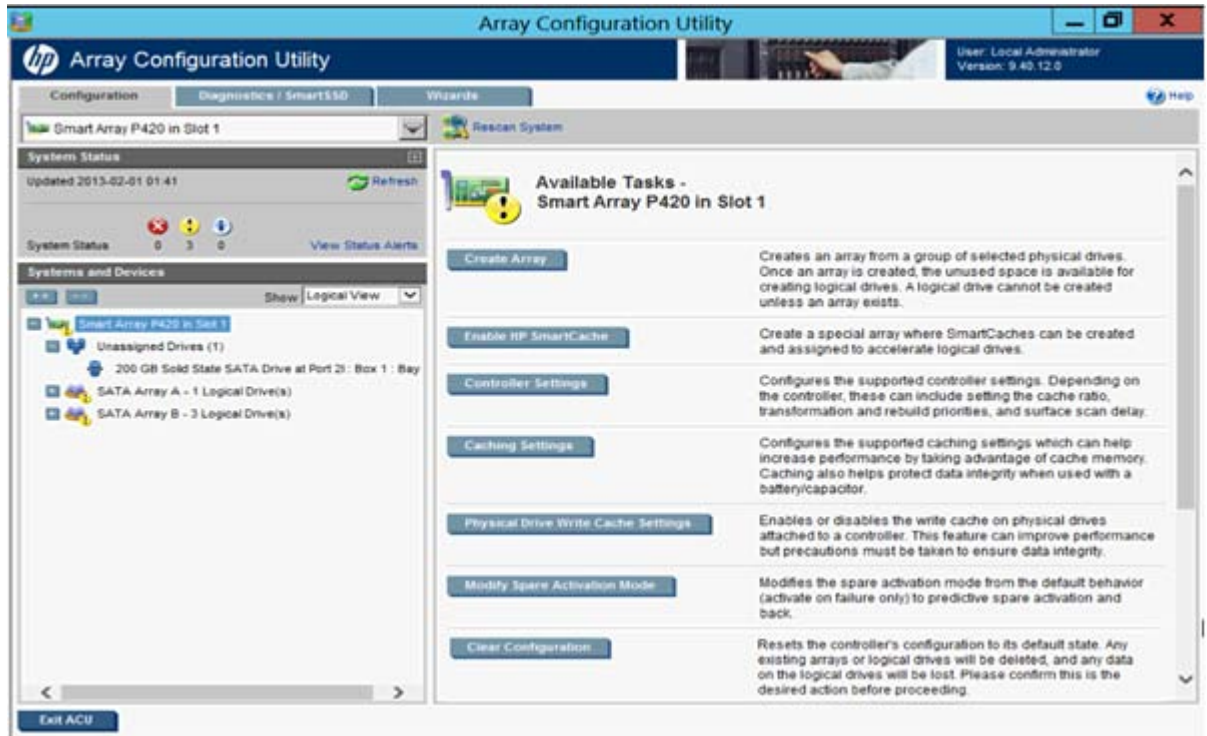 Array Configuration Utility
hp Array Configuration Utility
User: Local Administrator
Version: 9.40.12.0
Configuration
Diagnostics / SmartSSD
Wizards
Help
Smart Array P420 in Slot 1
Rescan System
System Status
Updated 2013-02-01 01:41
Refresh
System Status 0 3 0
View Status Alerts
Systems and Devices
Show Logical View
Smart Array P420 in Slot 1
Unassigned Drives (1)
200 GB Solid State SATA Drive at Port 2I : Box 1 : Bay
SATA Array A - 1 Logical Drive(s)
SATA Array B - 3 Logical Drive(s)
Available Tasks -
Smart Array P420 in Slot 1
Create Array
Creates an array from a group of selected physical drives.
Once an array is created, the unused space is available for
creating logical drives. A logical drive cannot be created
unless an array exists.
Enable HP SmartCache
Create a special array where SmartCaches can be created
and assigned to accelerate logical drives.
Controller Settings
Configures the supported controller settings. Depending on
the controller, these can include setting the cache ratio,
transformation and rebuild priorities, and surface scan delay.
Caching Settings
Configures the supported caching settings which can help
increase performance by taking advantage of cache memory.
Caching also helps protect data integrity when used with a
battery/capacitor.
Physical Drive Write Cache Settings
Enables or disables the write cache on physical drives
attached to a controller. This feature can improve performance
but precautions must be taken to ensure data integrity.
Modify Spare Activation Mode
Modifies the spare activation mode from the default behavior
(activate on failure only) to predictive spare activation and
back.
Clear Configuration
Resets the controller's configuration to its default state. Any
existing arrays or logical drives will be deleted, and any data
on the logical drives will be lost. Please confirm this is the
desired action before proceeding.
Exit ACU